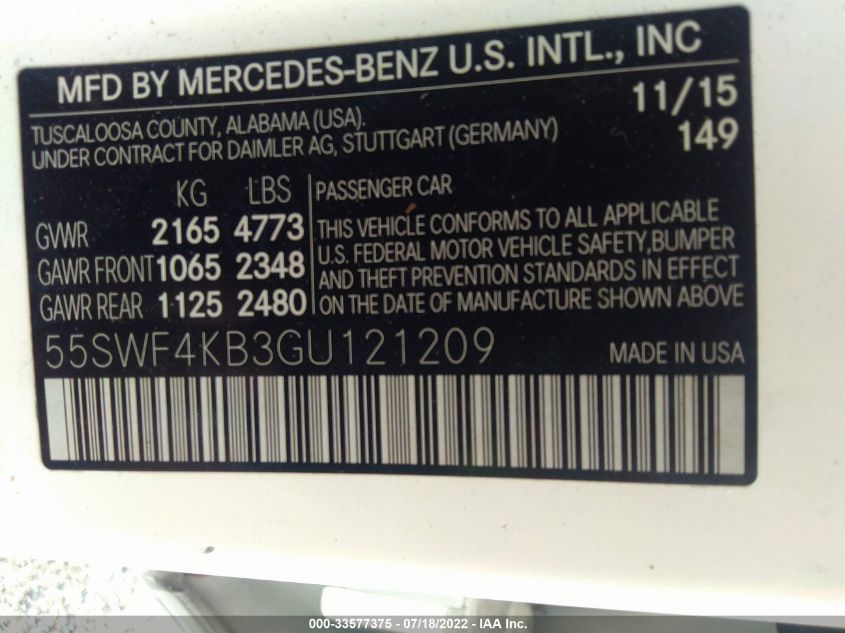 MFD BY MERCEDES-BENZ U.S. INTL., INC
TUSCALOOSA COUNTY, ALABAMA (USA). 11/15
UNDER CONTRACT FOR DAIMLER AG, STUTTGART (GERMANY) 149
KG LBS PASSENGER CAR
GVWR 2165 4773 THIS VEHICLE CONFORMS TO ALL APPLICABLE
U.S. FEDERAL MOTOR VEHICLE SAFETY,BUMPER
GAWR FRONT 1065 2348 AND THEFT PREVENTION STANDARDS IN EFFECT
GAWR REAR 1125 2480 ON THE DATE OF MANUFACTURE SHOWN ABOVE
55SWF4KB3GU121209 MADE IN USA
000-33577375 - 07/18/2022 - IAA Inc.